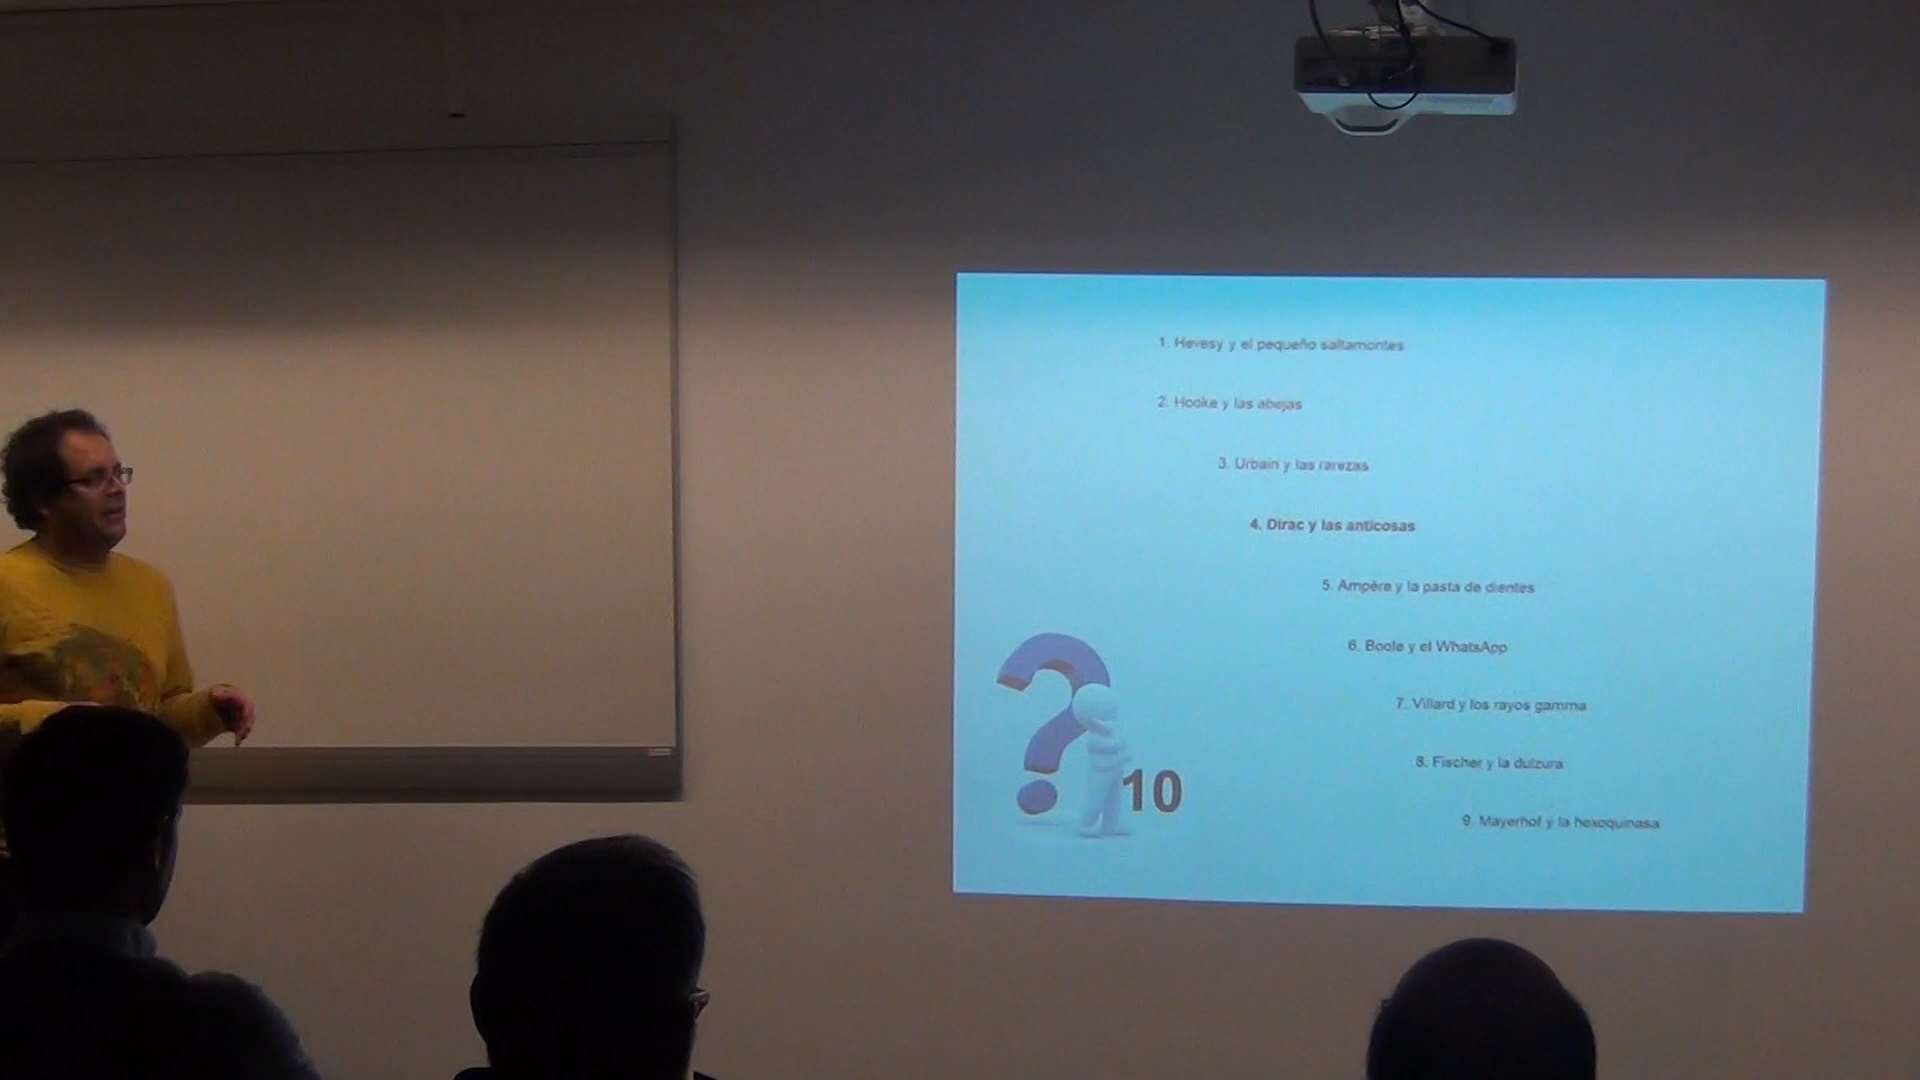 1. Hevesy y el pequeño saltamontes
2. Hooke y las abejas
3. Urbain y las rarezas
4. Dirac y las anticosas
5. Ampère y la pasta de dientes
6. Boole y el WhatsApp
7. Villard y los rayos gamma
8. Fischer y la dulzura
9. Mayerhof y la hexoquinasa
10